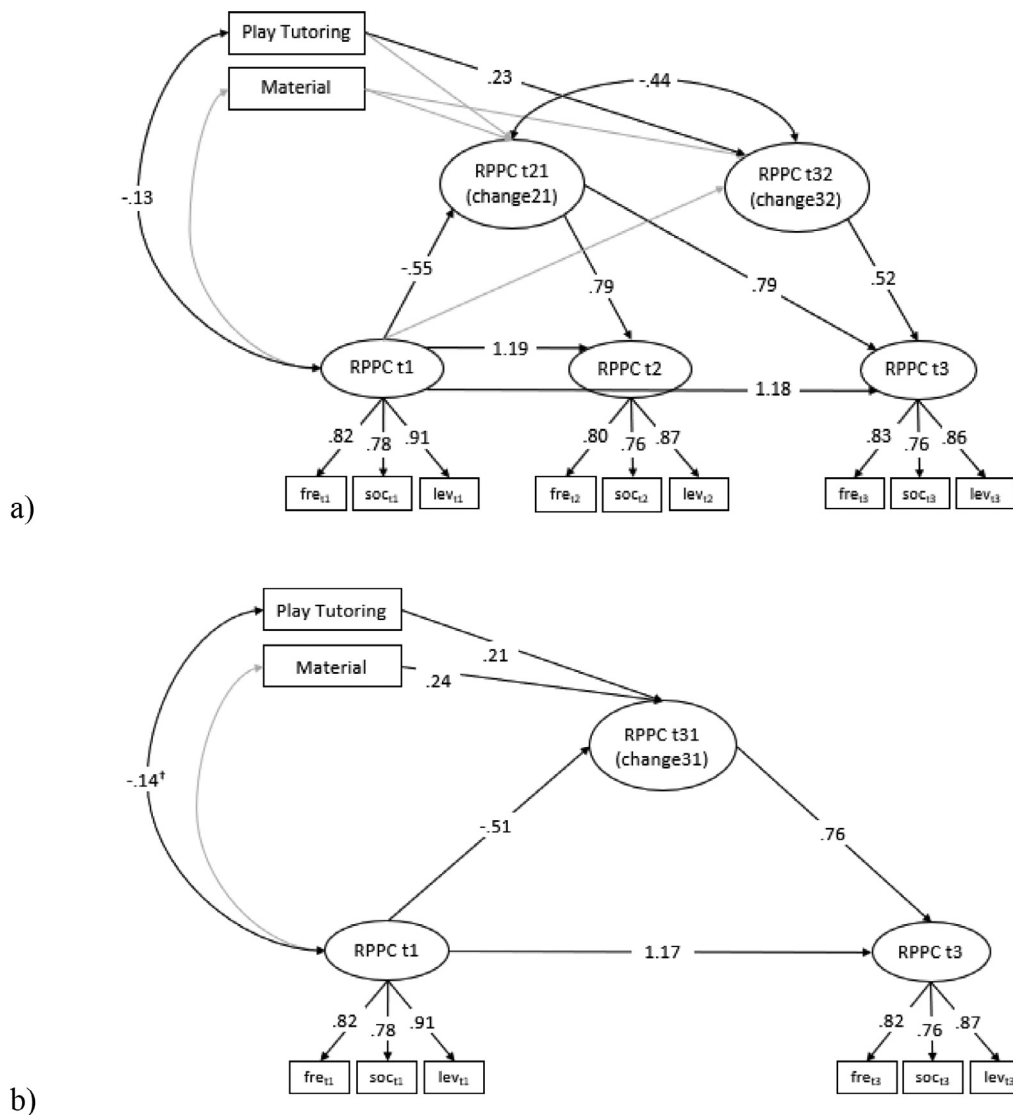 Play Tutoring
Material
.23
-.44
-.13
RPPC t21
(change21)
RPPC t32
(change32)
-.55
.79
.79
.52
RPPC t1
1.19
RPPC t2
1.18
RPPC t3
.82 .78 .91
.80 .76 .87
.83 .76 .86
fret1 soct1 levt1
fret2 soct2 levt2
fret3 soct3 levt3
a)
Play Tutoring
Material
.21
.24
RPPC t31
(change31)
-.14†
-.51
.76
RPPC t1
1.17
RPPC t3
.82 .78 .91
.82 .76 .87
fret1 soct1 levt1
fret3 soct3 levt3
b)